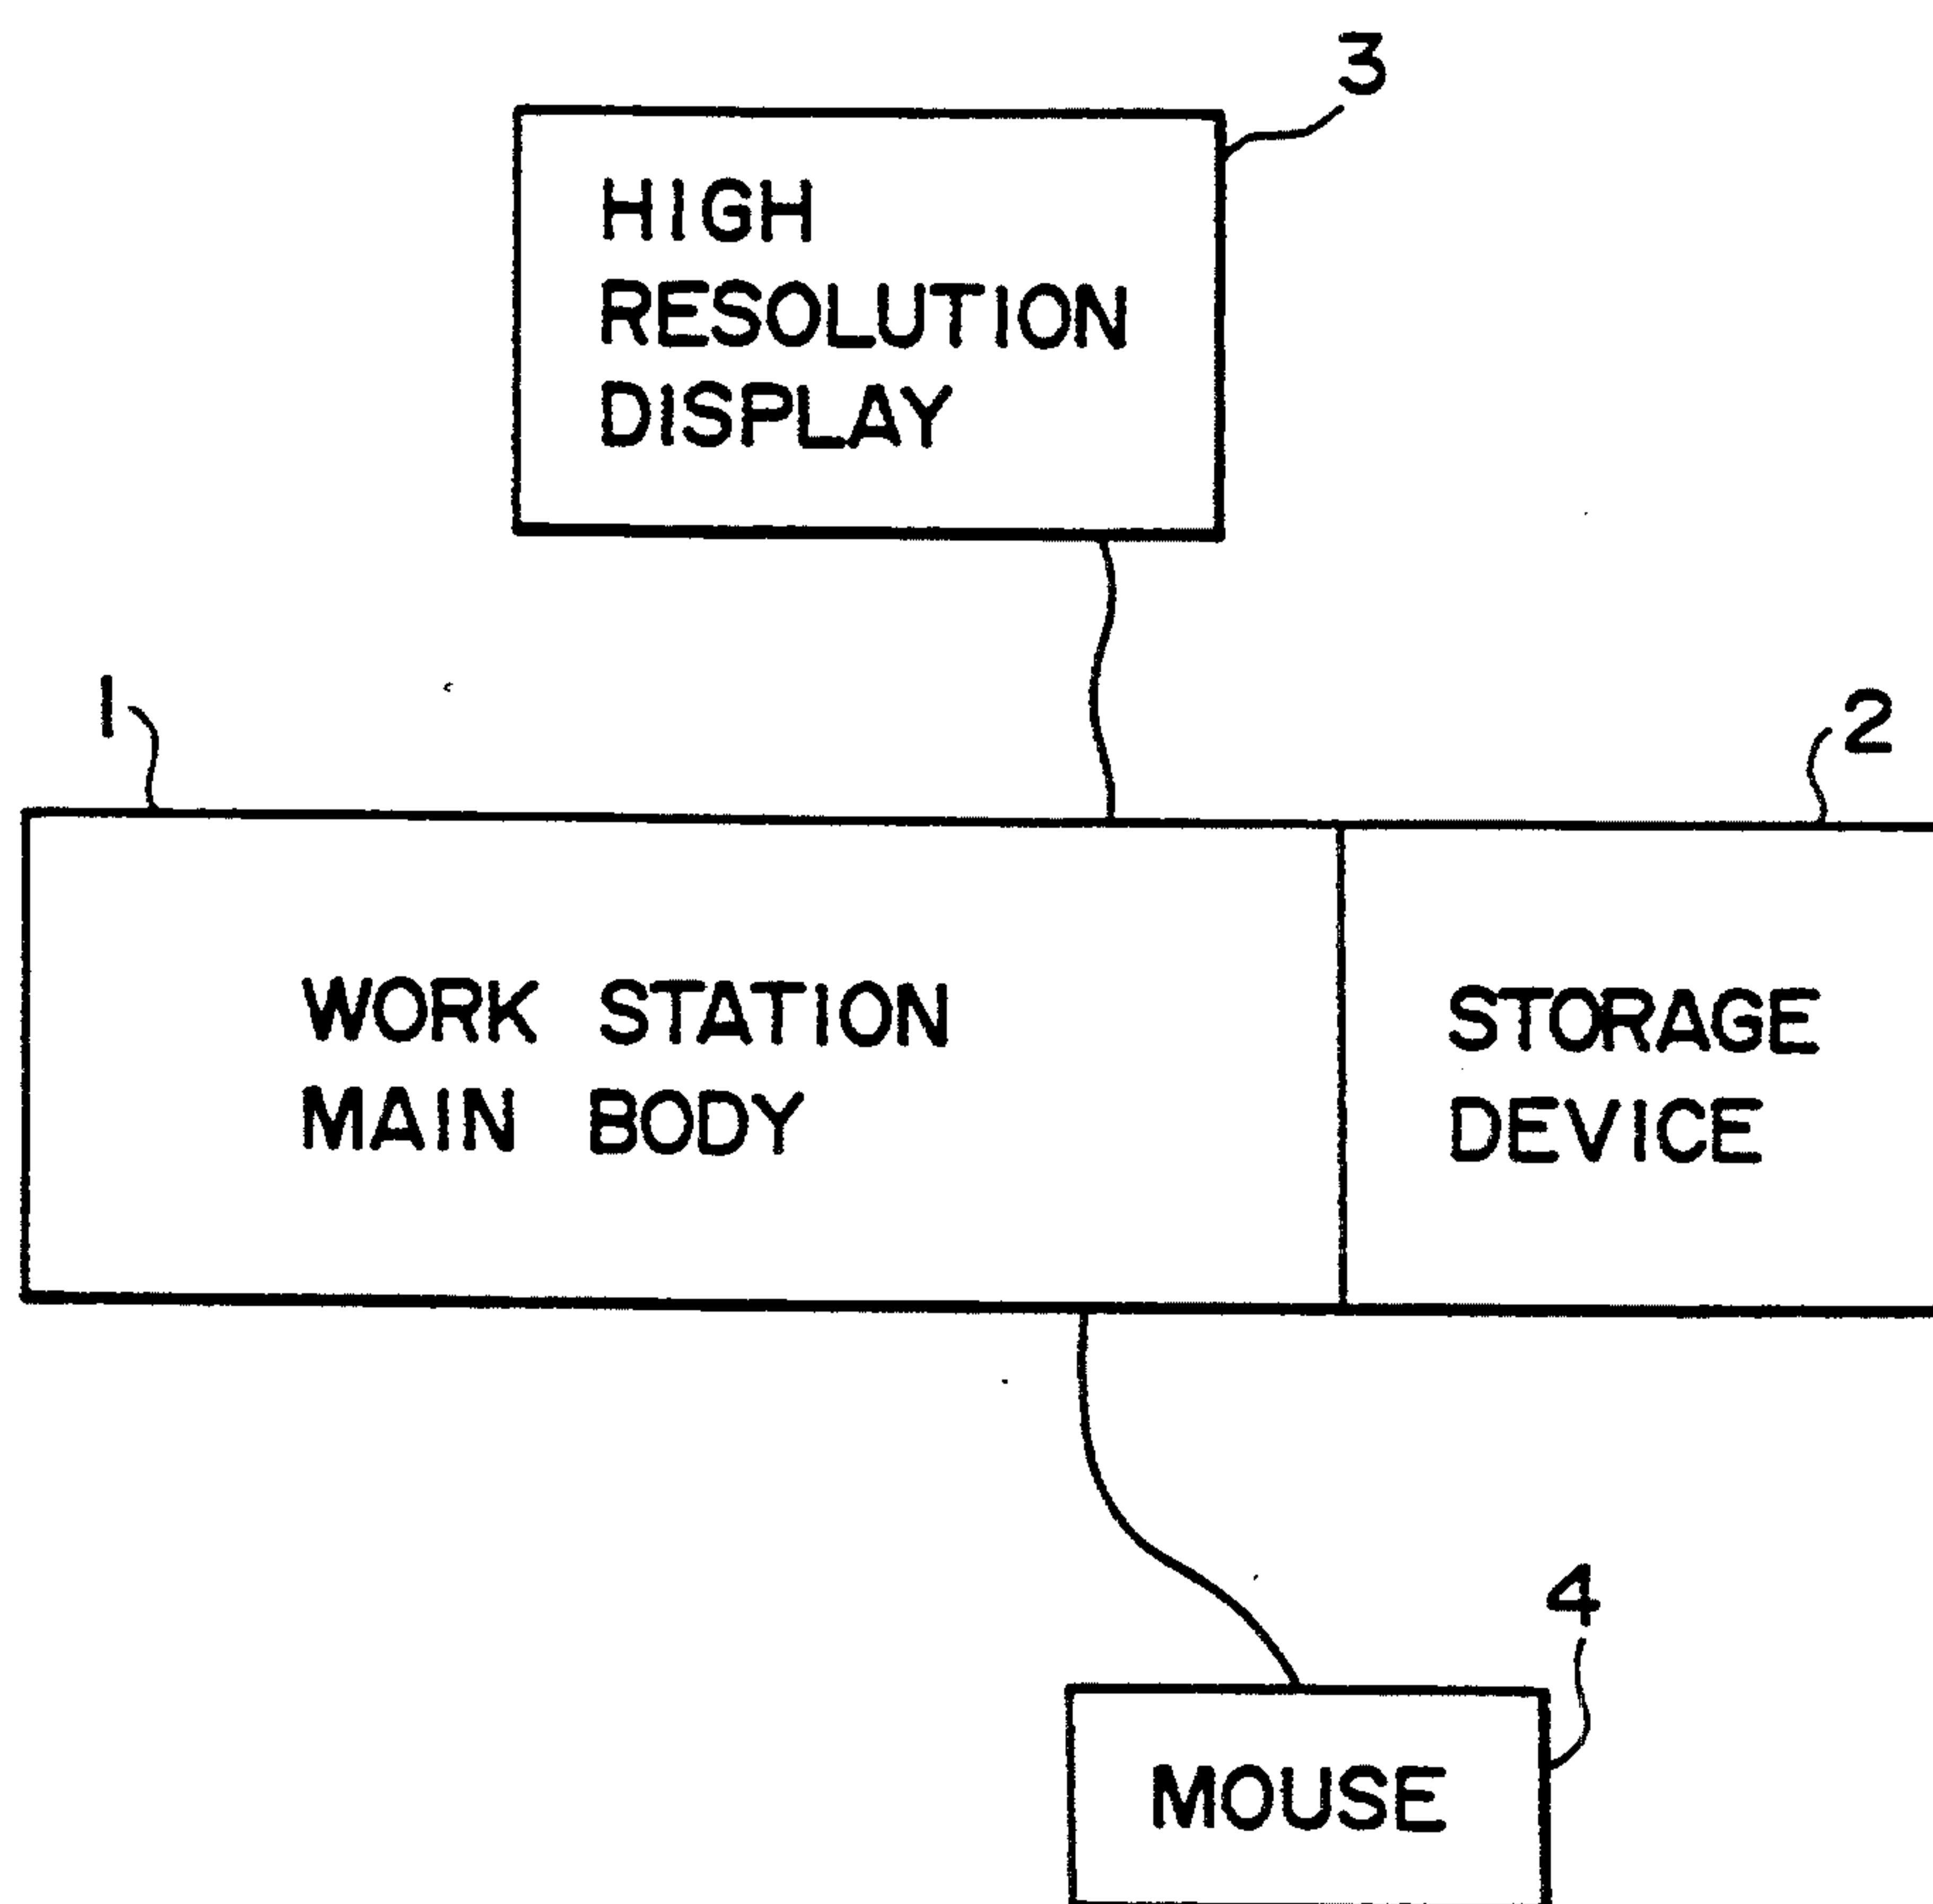 3
HIGH
RESOLUTION
DISPLAY
1
2
WORK STATION
MAIN BODY
STORAGE
DEVICE
4
MOUSE